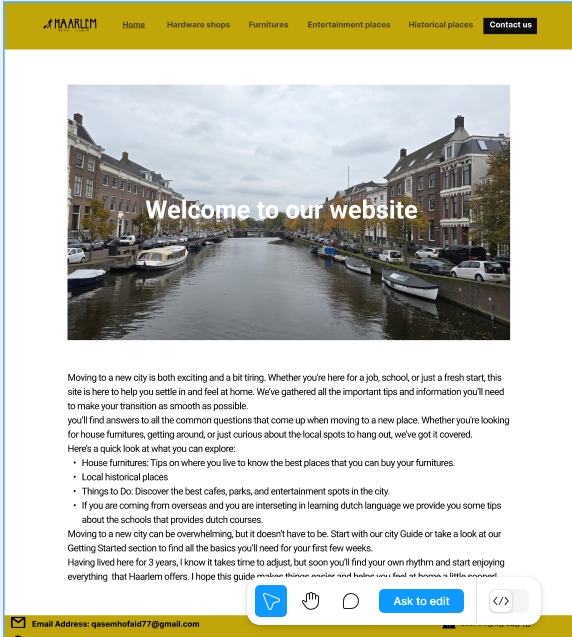 HAARLEM
Home
Hardware shops
Furnitures
Entertainment places
Historical places
Contact us
Welcome to our website
Moving to a new city is both exciting and a bit tiring. Whether you're here for a job, school, or just a fresh start, this
site is here to help you settle in and feel at home. We've gathered all the important tips and information you'll need
to make your transition as smooth as possible.
you'll find answers to all the common questions that come up when moving to a new place. Whether you're looking
for house furnitures, getting around, or just curious about the local spots to hang out, we've got it covered.
Here's a quick look at what you can explore:
• House furnitures: Tips on where you live to know the best places that you can buy your furnitures.
• Local historical places
• Things to Do: Discover the best cafes, parks, and entertainment spots in the city.
• If you are coming from overseas and you are interseting in learning dutch language we provide you some tips
about the schools that provides dutch courses.
Moving to a new city can be overwhelming, but it doesn't have to be. Start with our city Guide or take a look at our
Getting Started section to find all the basics you'll need for your first few weeks.
Having lived here for 3 years, I know it takes time to adjust, but soon you'll find your own rhythm and start enjoying
everything that Haarlem offers. I hope this guide makes things easier and helps you feel at home a little sooner!
Ask to edit
</>
Email Address: qasemhofaid77@gmail.com